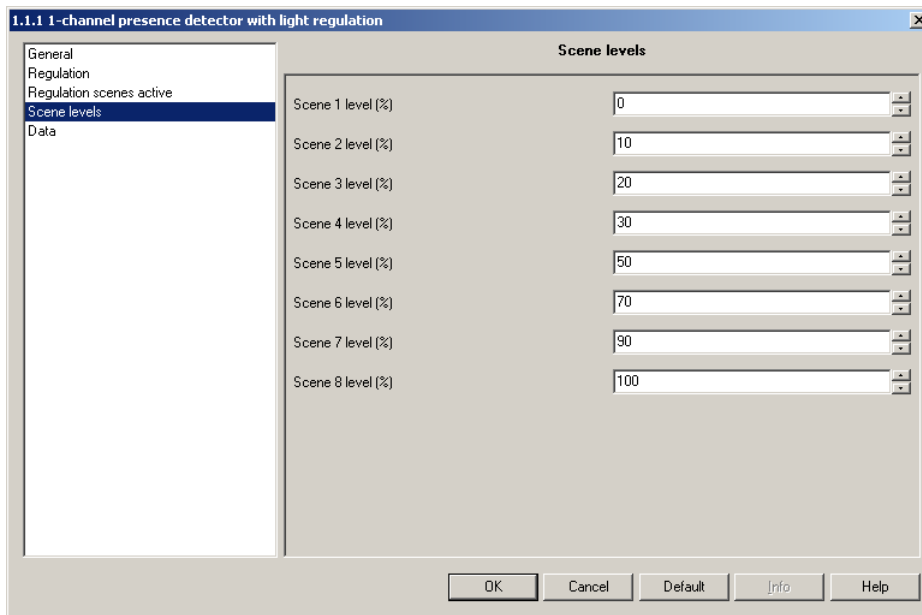 1.1.1 1-channel presence detector with light regulation
General
Regulation
Regulation scenes active
Scene levels
Data
Scene levels
Scene 1 level (%) 0
Scene 2 level (%) 10
Scene 3 level (%) 20
Scene 4 level (%) 30
Scene 5 level (%) 50
Scene 6 level (%) 70
Scene 7 level (%) 90
Scene 8 level (%) 100
OK Cancel Default Info Help